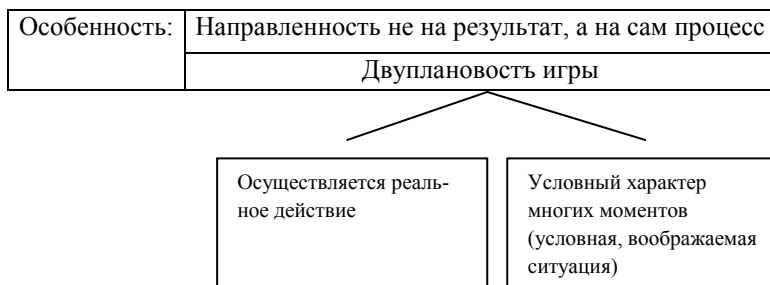 Особенность: Направленность не на результат, а на сам процесс
Двуплановостъ игры
Осуществляется реаль-
ное действие
Условный характер
многих моментов
(условная, воображаемая
ситуация)